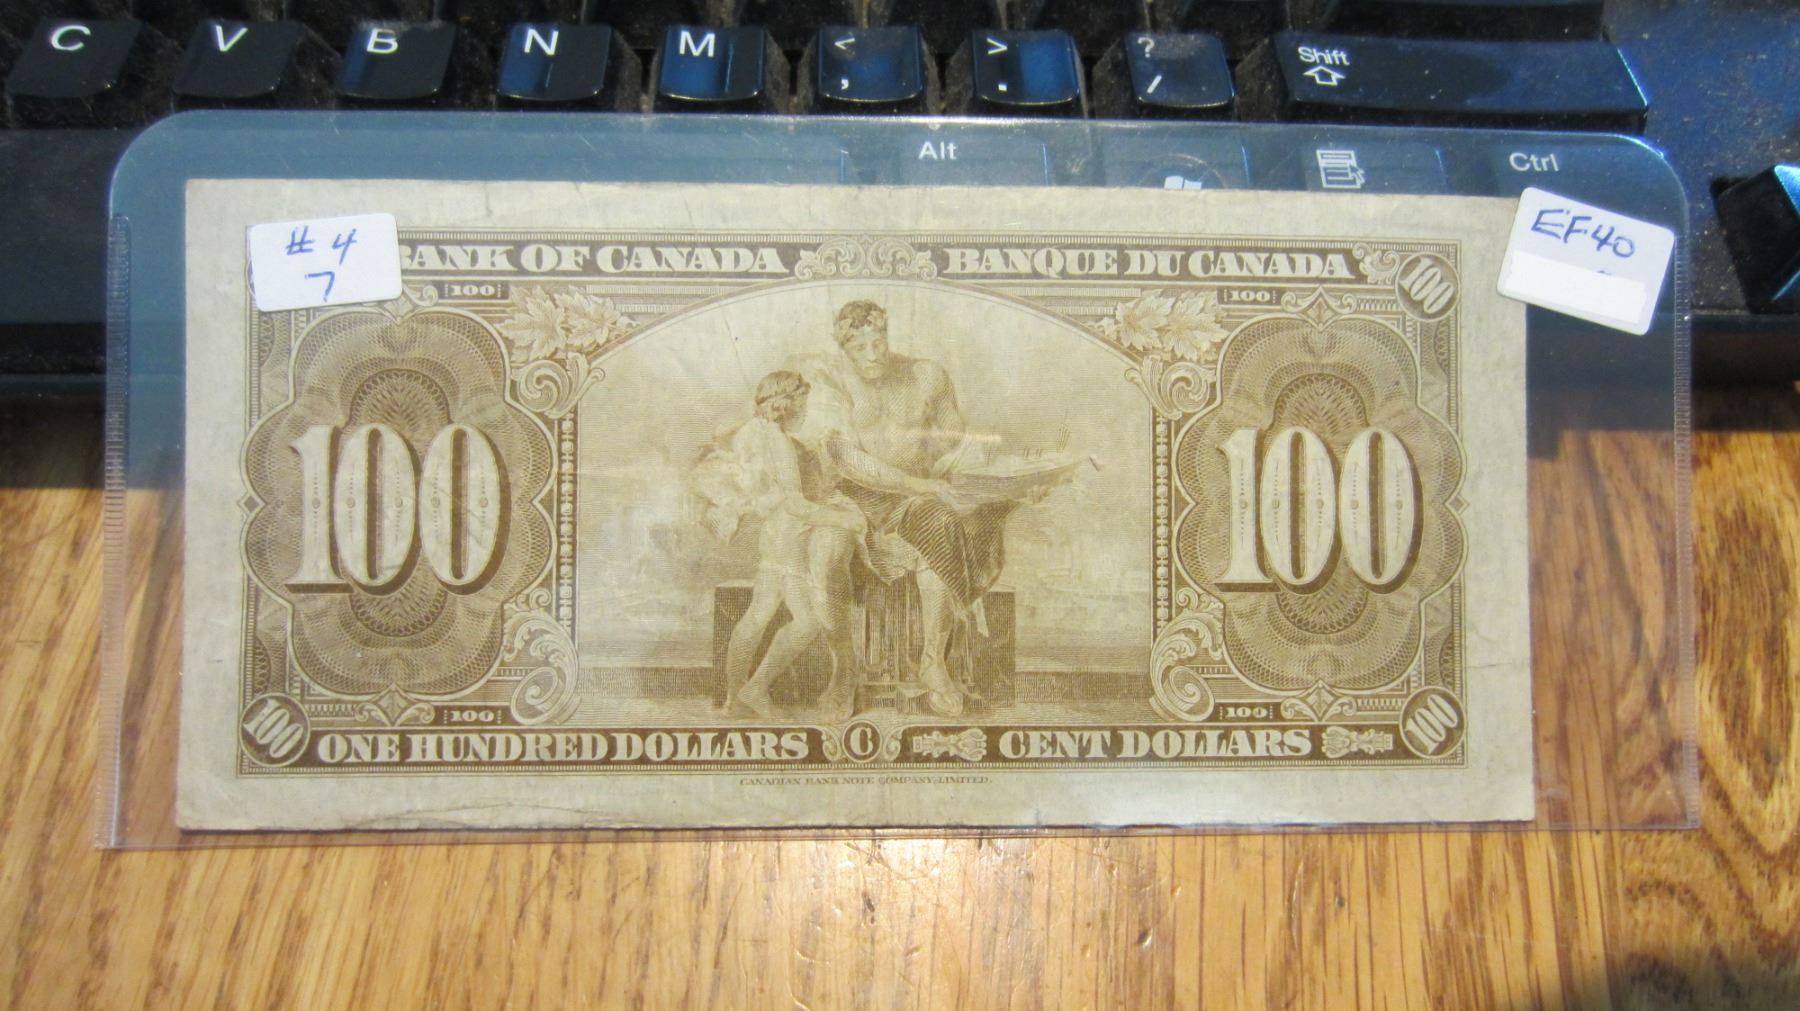 C V B N M < , > . ? / Shift
Alt Ctrl
# 4
7
EF40
BANK OF CANADA BANQUE DU CANADA
100
100 100
100 100
100 100
100 ONE HUNDRED DOLLARS C CENT DOLLARS 100
CANADIAN BANK NOTE COMPANY, LIMITED.